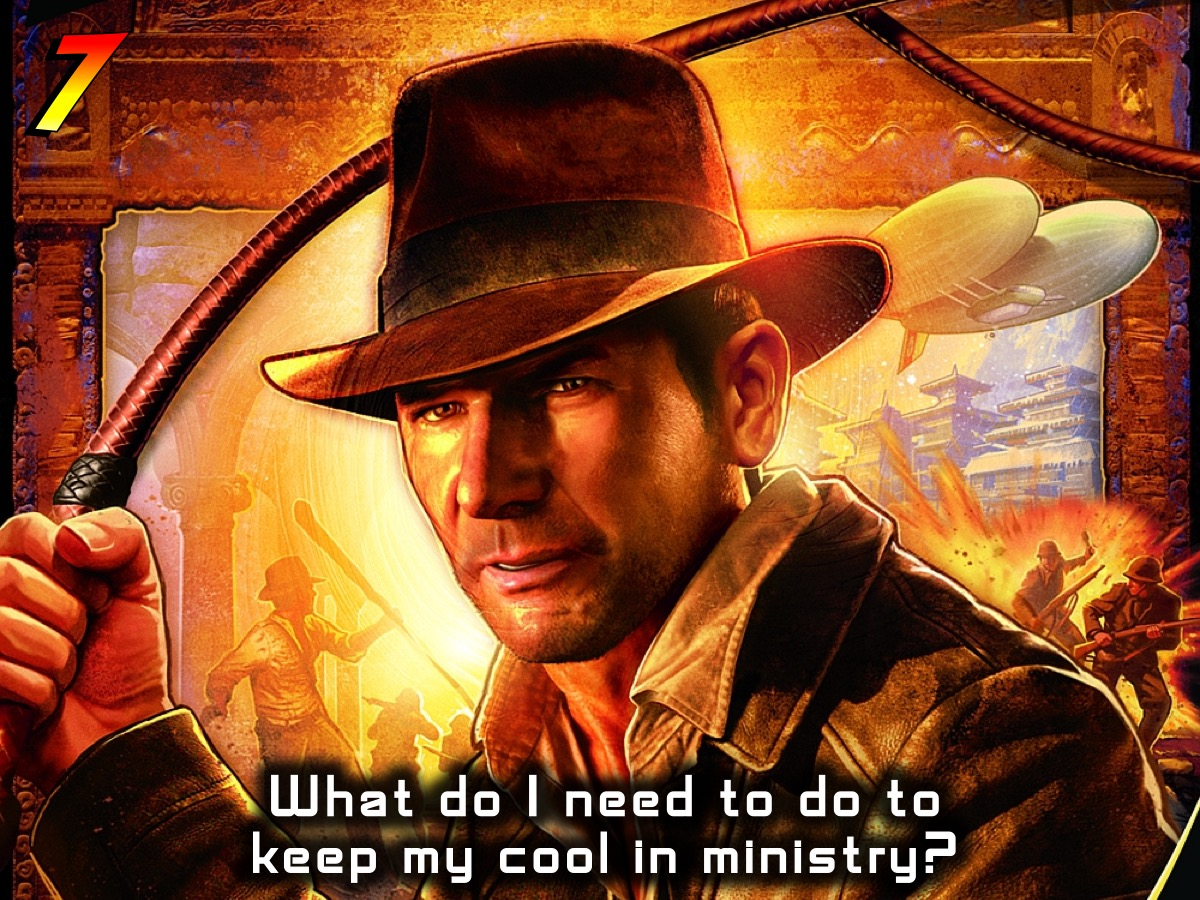 7
What do I need to do to
keep my cool in ministry?